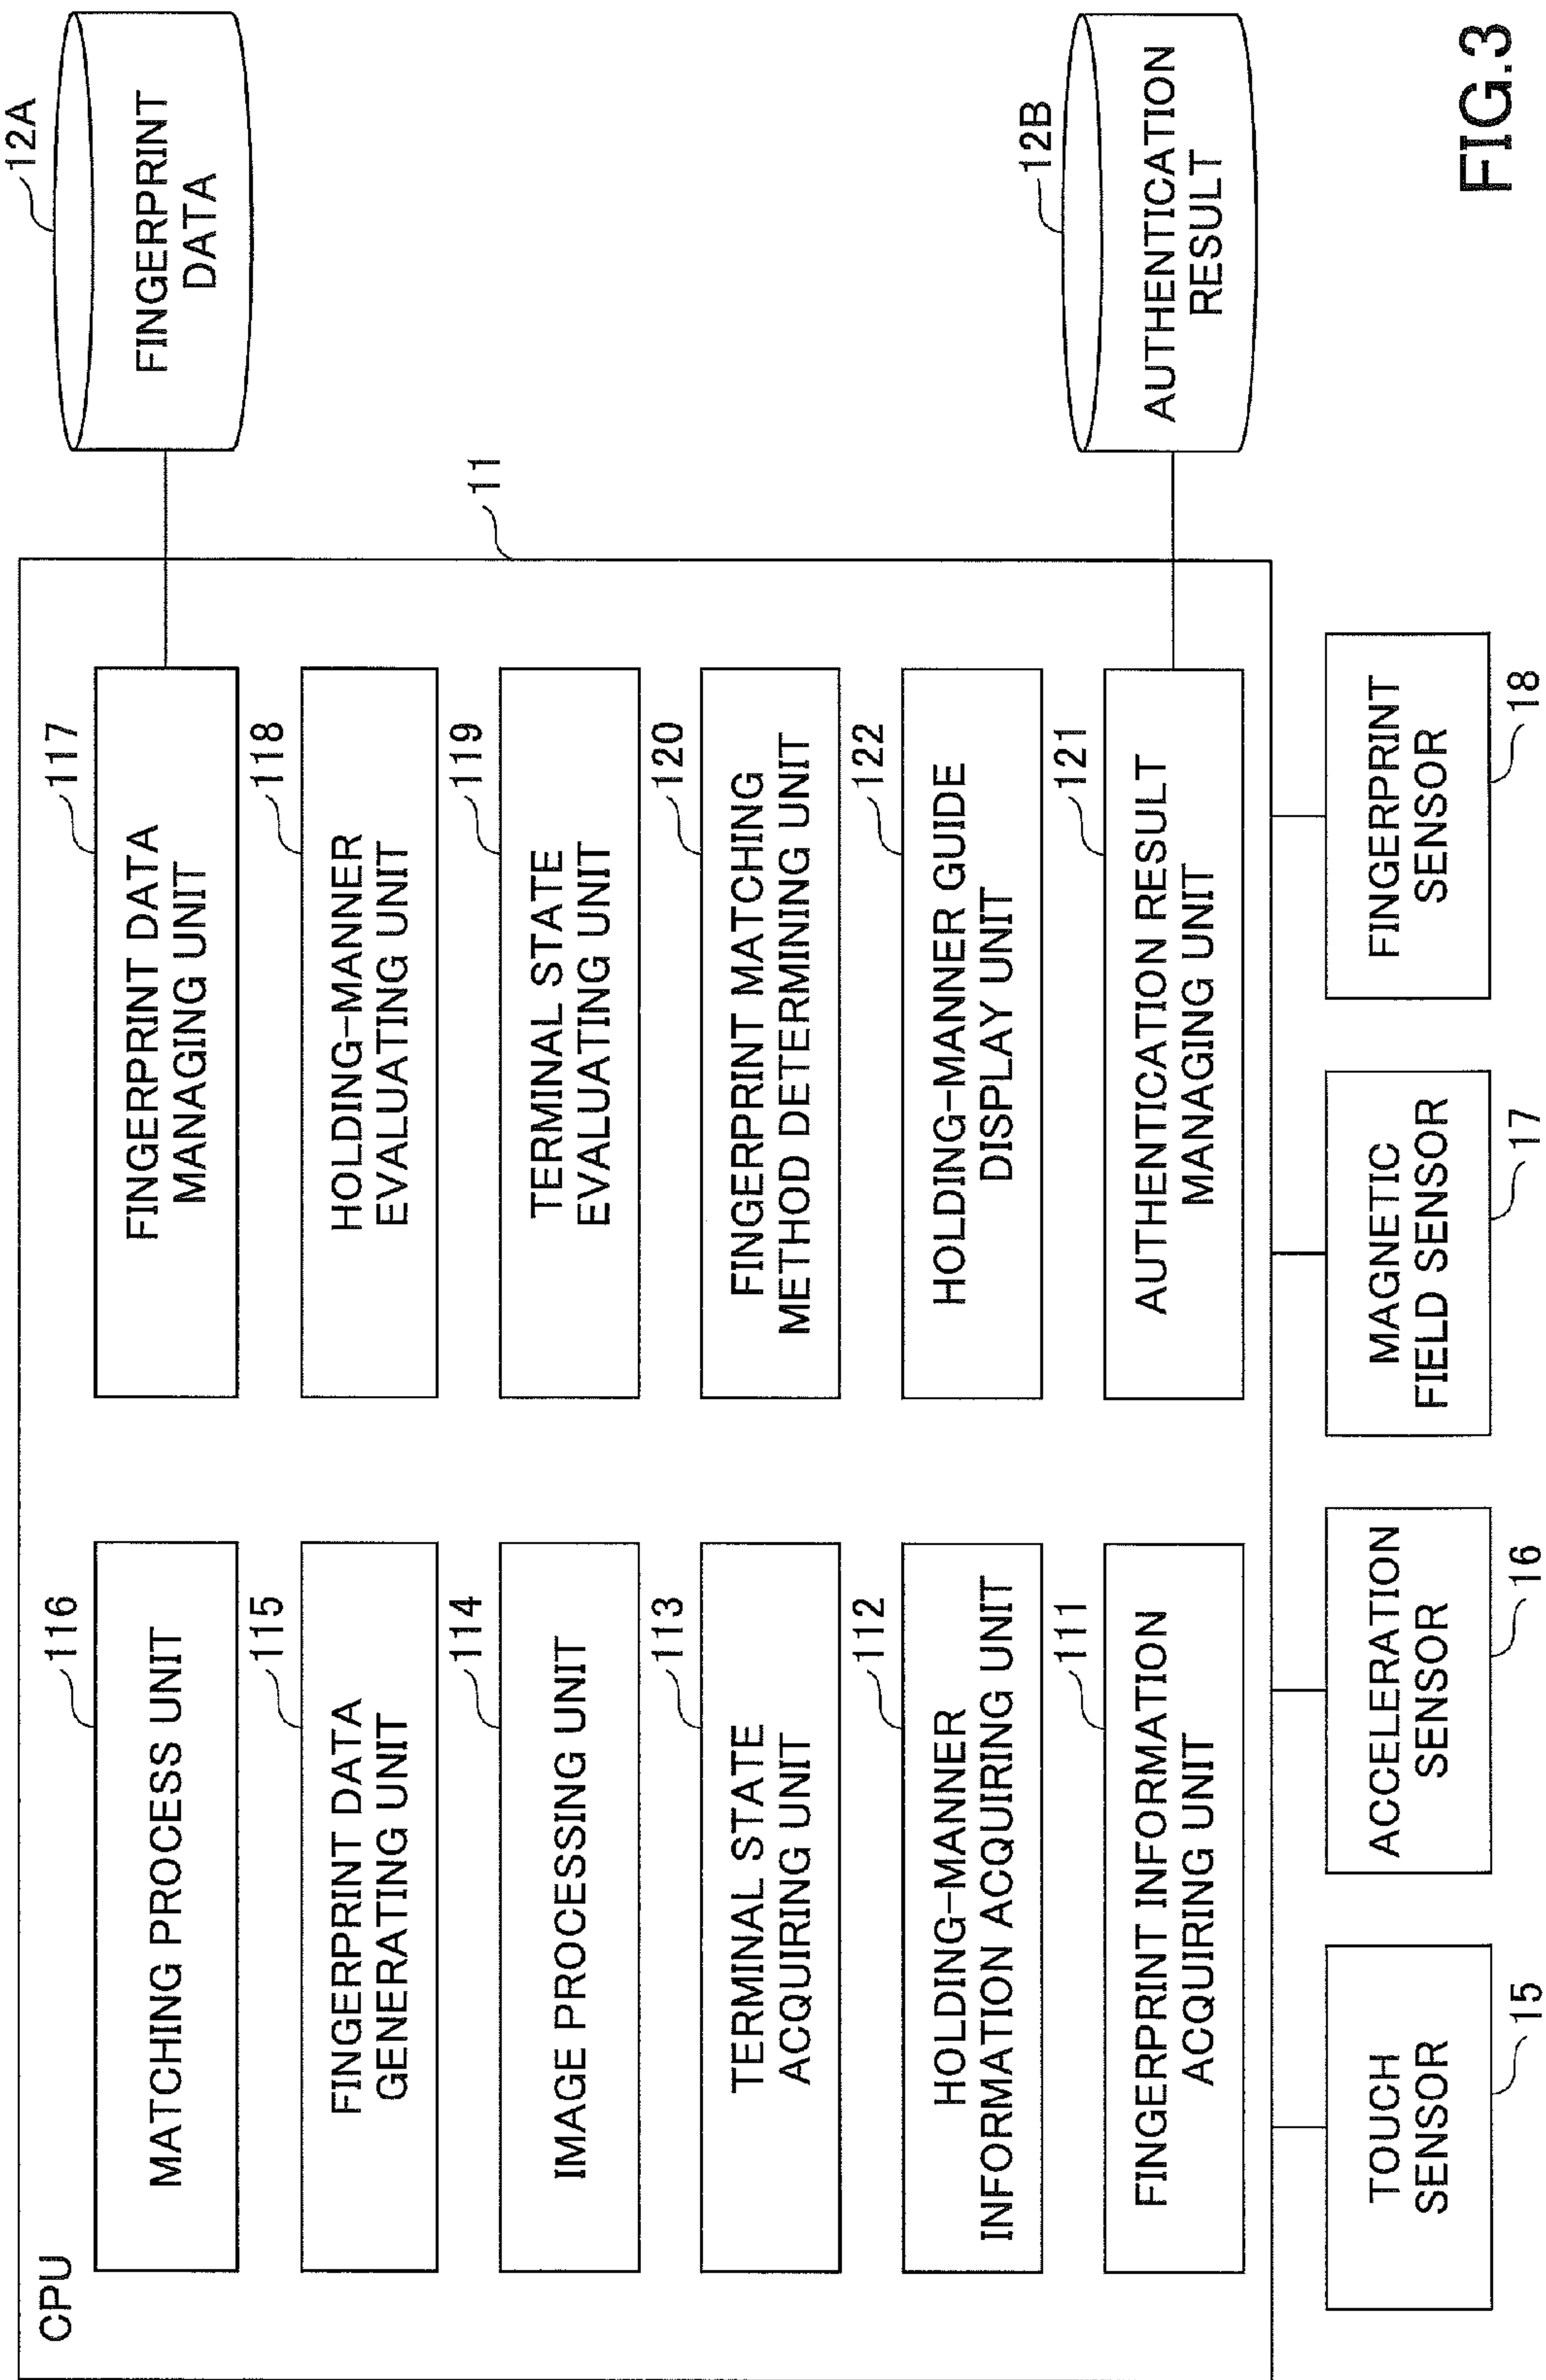 CPU
11
116
MATCHING PROCESS UNIT
115
FINGERPRINT DATA
GENERATING UNIT
114
IMAGE PROCESSING UNIT
113
TERMINAL STATE
ACQUIRING UNIT
112
HOLDING-MANNER
INFORMATION ACQUIRING UNIT
111
FINGERPRINT INFORMATION
ACQUIRING UNIT
117
FINGERPRINT DATA
MANAGING UNIT
118
HOLDING-MANNER
EVALUATING UNIT
119
TERMINAL STATE
EVALUATING UNIT
120
FINGERPRINT MATCHING
METHOD DETERMINING UNIT
122
HOLDING-MANNER GUIDE
DISPLAY UNIT
121
AUTHENTICATION RESULT
MANAGING UNIT
12A
FINGERPRINT
DATA
12B
AUTHENTICATION
RESULT
TOUCH
SENSOR
15
ACCELERATION
SENSOR
16
MAGNETIC
FIELD SENSOR
17
FINGERPRINT
SENSOR
18
FIG.3